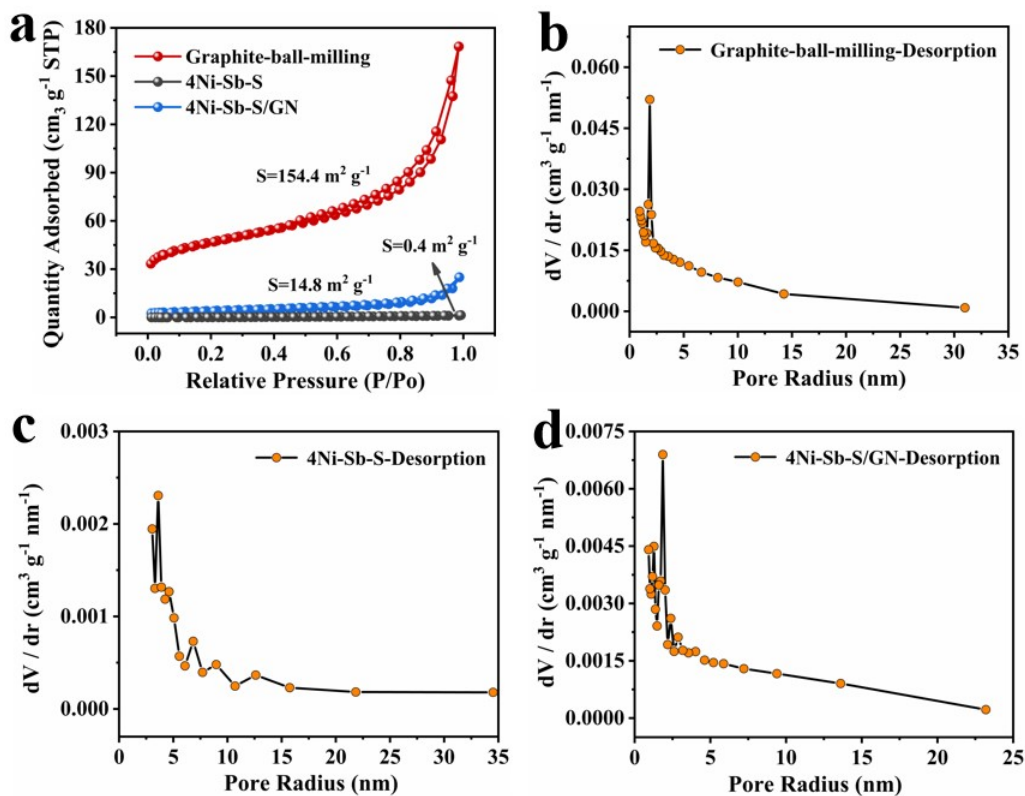 a
Quantity Adsorbed (cm₃ g⁻¹ STP)
180
150
120
90
60
30
0
Graphite-ball-milling
4Ni-Sb-S
4Ni-Sb-S/GN
S=154.4 m² g⁻¹
S=0.4 m² g⁻¹
S=14.8 m² g⁻¹
0.0 0.2 0.4 0.6 0.8 1.0
Relative Pressure (P/Po)
b
dV / dr (cm³ g⁻¹ nm⁻¹)
Graphite-ball-milling-Desorption
0.060
0.045
0.030
0.015
0.000
0 5 10 15 20 25 30 35
Pore Radius (nm)
c
dV / dr (cm³ g⁻¹ nm⁻¹)
4Ni-Sb-S-Desorption
0.003
0.002
0.001
0.000
0 5 10 15 20 25 30 35
Pore Radius (nm)
d
dV / dr (cm³ g⁻¹ nm⁻¹)
4Ni-Sb-S/GN-Desorption
0.0075
0.0060
0.0045
0.0030
0.0015
0.0000
0 5 10 15 20 25
Pore Radius (nm)